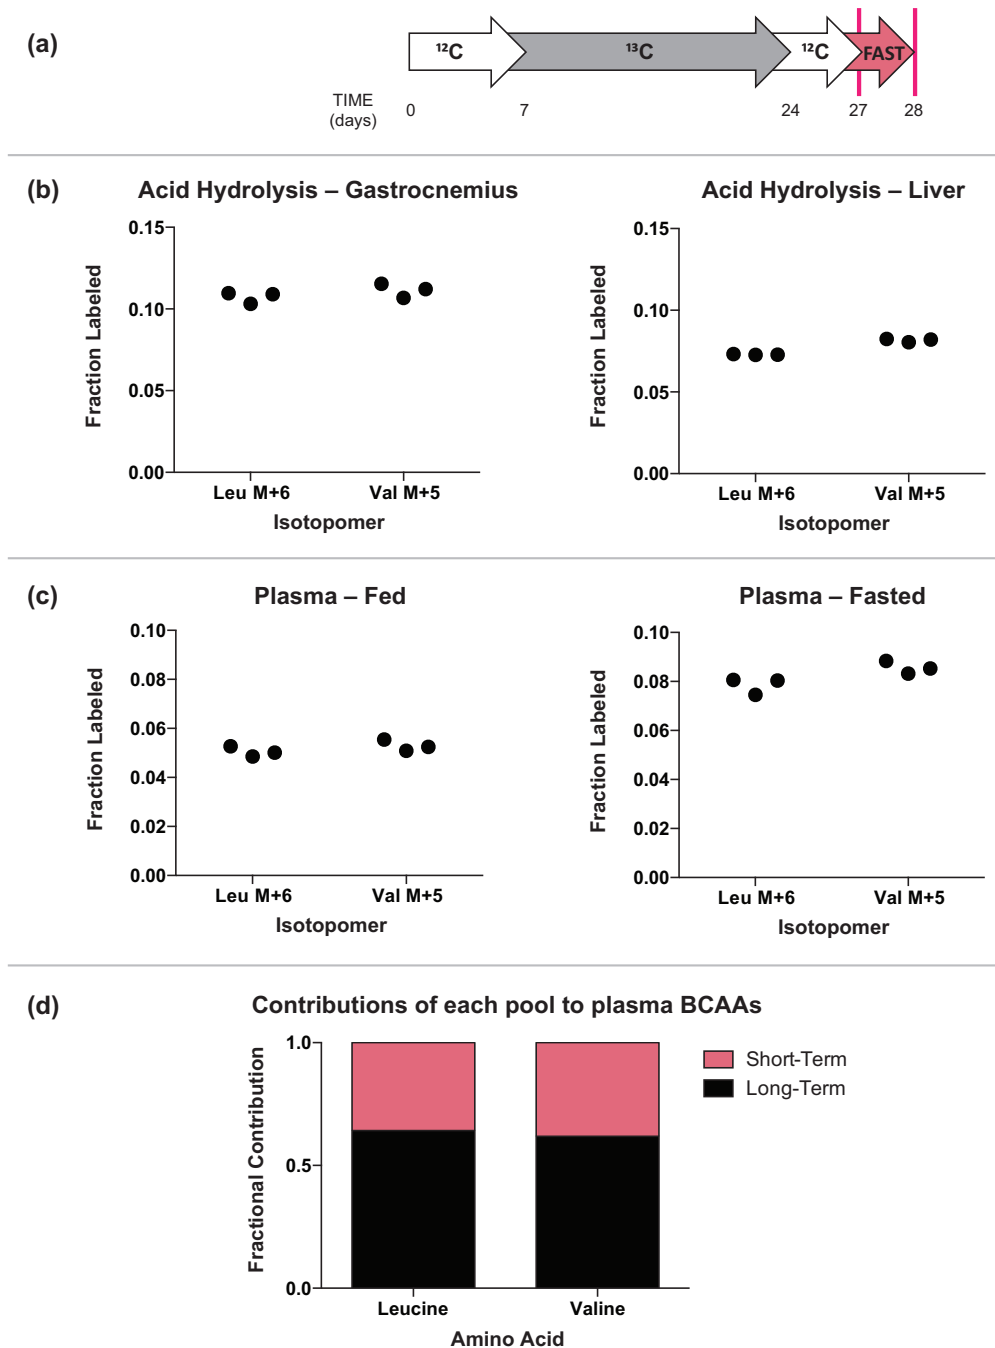 (a)
¹²C ¹³C ¹²C FAST
TIME
(days)
0 7 24 27 28
(b)
Acid Hydrolysis – Gastrocnemius
Fraction Labeled
0.15
0.10
0.05
0.00
Leu M+6 Val M+5
Isotopomer
Acid Hydrolysis – Liver
Fraction Labeled
0.15
0.10
0.05
0.00
Leu M+6 Val M+5
Isotopomer
(c)
Plasma – Fed
Fraction Labeled
0.10
0.08
0.06
0.04
0.02
0.00
Leu M+6 Val M+5
Isotopomer
Plasma – Fasted
Fraction Labeled
0.10
0.08
0.06
0.04
0.02
0.00
Leu M+6 Val M+5
Isotopomer
(d)
Contributions of each pool to plasma BCAAs
Fractional Contribution
1.0
0.5
0.0
Leucine Valine
Amino Acid
Short-Term
Long-Term